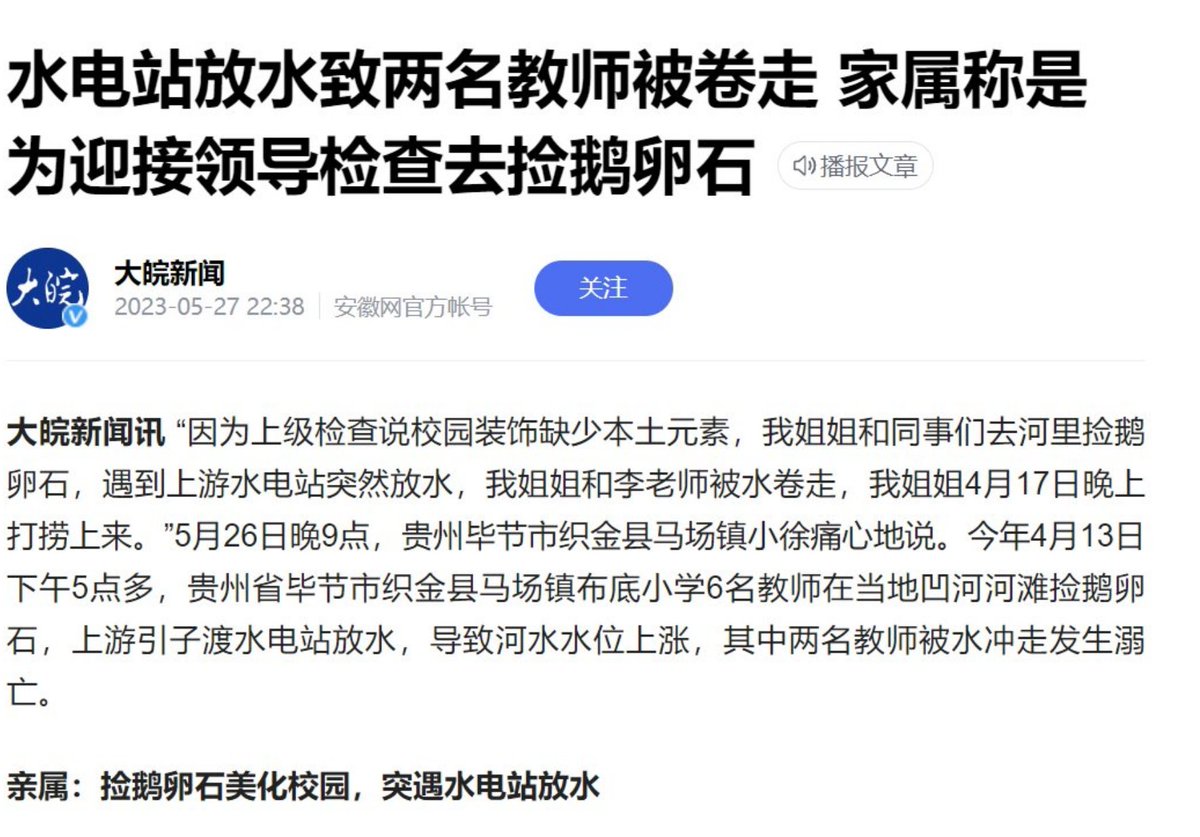 水电站放水致两名教师被卷走 家属称是
为迎接领导检查去捡鹅卵石 播报文章
大皖
大皖新闻
2023-05-27 22:38 安徽网官方帐号
关注
大皖新闻讯 “因为上级检查说校园装饰缺少本土元素，我姐姐和同事们去河里捡鹅
卵石，遇到上游水电站突然放水，我姐姐和李老师被水卷走，我姐姐4月17日晚上
打捞上来。”5月26日晚9点，贵州毕节市织金县马场镇小徐痛心地说。今年4月13日
下午5点多，贵州省毕节市织金县马场镇布底小学6名教师在当地凹河河滩捡鹅卵
石，上游引子渡水电站放水，导致河水水位上涨，其中两名教师被水冲走发生溺
亡。
亲属：捡鹅卵石美化校园，突遇水电站放水